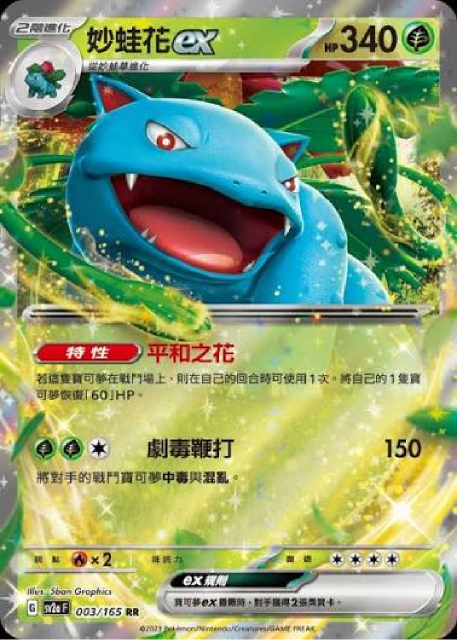 2階進化
妙蛙花ex
HP 340
從妙蛙草進化
特性 平和之花
若這隻寶可夢在戰鬥場上，則在自己的回合時可使用1次。將自己的1隻寶
可夢恢復「60」HP。
劇毒鞭打 150
將對手的戰鬥寶可夢中毒與混亂。
弱點 ×2 抵抗力 撤退
Illus. 5ban Graphics
ex規則
G sv2a F 003/165 RR
寶可夢ex昏厥時，對手獲得2張獎賞卡。
©2023 Pokémon/Nintendo/Creatures/GAME FREAK.